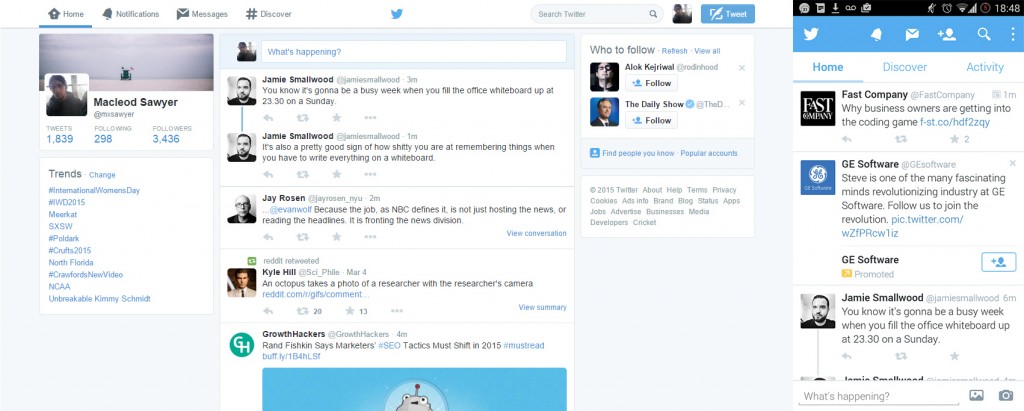 Home Notifications Messages # Discover
Search Twitter
Tweet
Macleod Sawyer
@mxsawyer
TWEETS FOLLOWING FOLLOWERS
1,839 298 3,436
Trends · Change
#InternationalWomensDay
#IWD2015
Meerkat
SXSW
#Poldark
#Crufts2015
North Florida
#CrawfordsNewVideo
NCAA
Unbreakable Kimmy Schmidt
What's happening?
Jamie Smallwood @jamiesmallwood · 3m
You know it's gonna be a busy week when you fill the office whiteboard up
at 23.30 on a Sunday.
Jamie Smallwood @jamiesmallwood · 1m
It's also a pretty good sign of how shitty you are at remembering things when
you have to write everything on a whiteboard.
Jay Rosen @jayrosen_nyu · 2m
...@evanwolf Because the job, as NBC defines it, is not just hosting the news, or
reading the headlines. It is fronting the news division.
View conversation
reddit retweeted
Kyle Hill @Sci_Phile · Mar 4
An octopus takes a photo of a researcher with the researcher's camera
reddit.com/r/gifs/comment...
20 13
View summary
GrowthHackers @GrowthHackers · 4m
Rand Fishkin Says Marketers' #SEO Tactics Must Shift in 2015 #mustread
buff.ly/1B4hLSf
Who to follow · Refresh · View all
Alok Kejriwal @rodinhood
Follow
The Daily Show @TheD...
Follow
Find people you know · Popular accounts
© 2015 Twitter About Help Terms Privacy
Cookies Ads info Brand Blog Status Apps
Jobs Advertise Businesses Media
Developers Cricket
18:48
Home Discover Activity
Fast Company @FastCompany 1m
FAST COMPANY
Why business owners are getting into
the coding game f-st.co/hdf2zqy
2
GE Software @GEsoftware
GE Software
Steve is one of the many fascinating
minds revolutionizing industry at GE
Software. Follow us to join the
revolution. pic.twitter.com/
wZfPRcw1iz
GE Software
Promoted
Jamie Smallwood @jamiesmallwood 6m
You know it's gonna be a busy week
when you fill the office whiteboard up
at 23.30 on a Sunday.
Jamie Smallwood @jamiesmallwood 4m
What's happening?